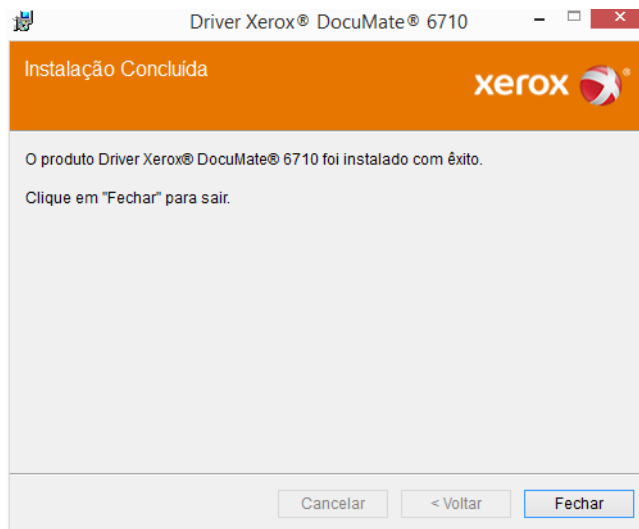 Driver Xerox® DocuMate® 6710
Instalação Concluída
xerox
O produto Driver Xerox® DocuMate® 6710 foi instalado com êxito.
Clique em "Fechar" para sair.
Cancelar < Voltar Fechar